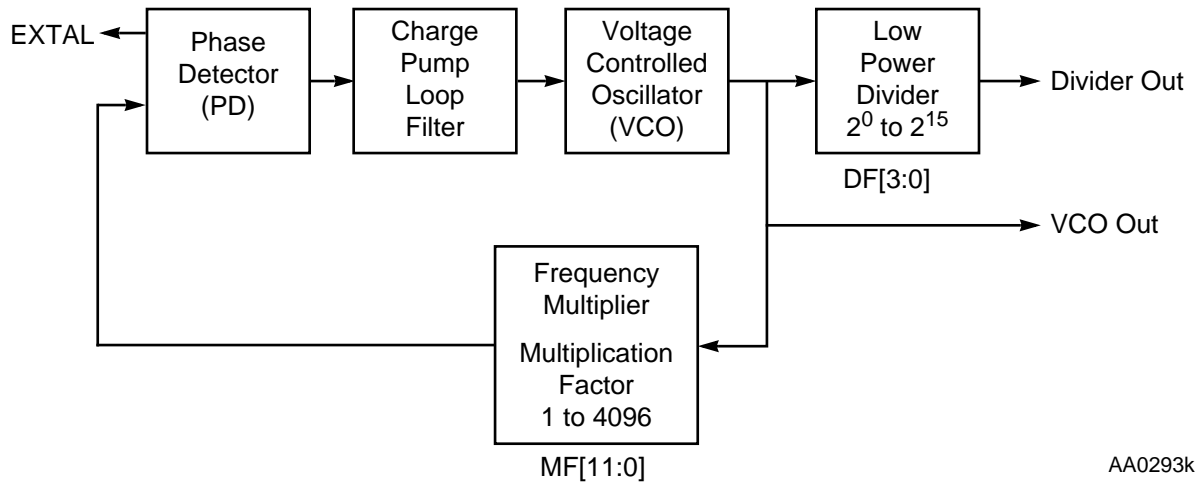 EXTAL
Phase
Detector
(PD)
Charge
Pump
Loop
Filter
Voltage
Controlled
Oscillator
(VCO)
Low
Power
Divider
2⁰ to 2¹⁵
DF[3:0]
Divider Out
VCO Out
Frequency
Multiplier
Multiplication
Factor
1 to 4096
MF[11:0]
AA0293k